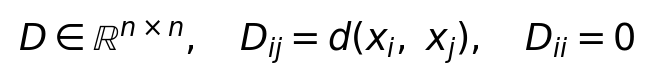 D ∈ ℝ^{n × n},   D_{ij} = d(x_i, x_j),   D_{ii} = 0